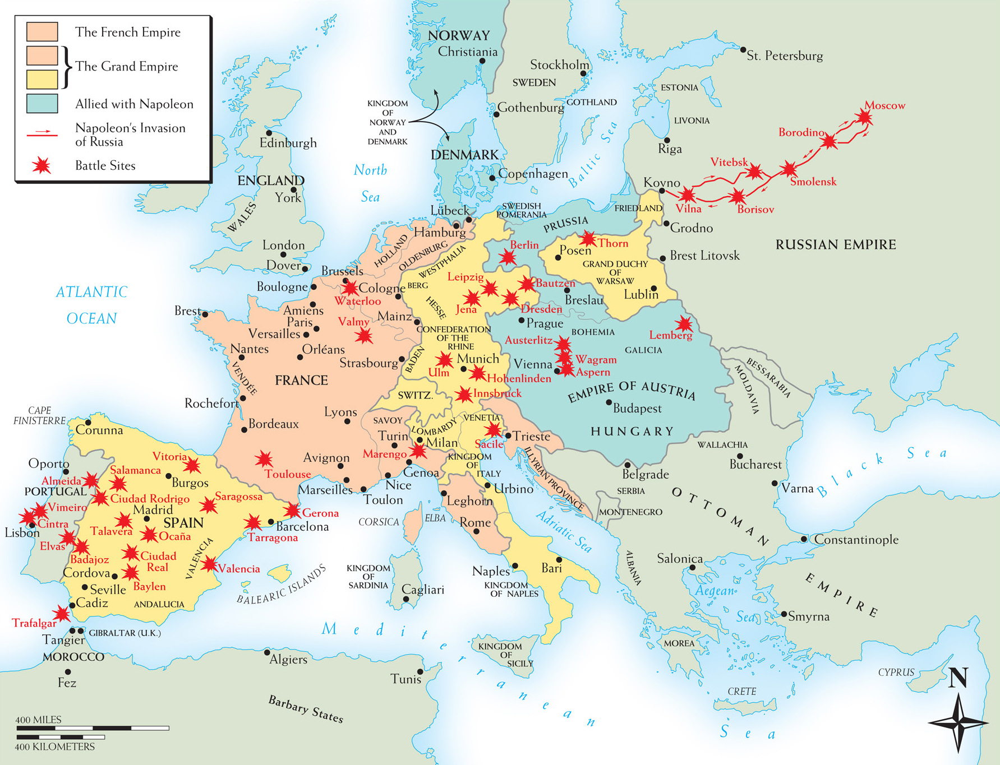 The French Empire
The Grand Empire
Allied with Napoleon
Napoleon's Invasion
of Russia
Battle Sites
NORWAY
Christiania
Stockholm
SWEDEN
St. Petersburg
ESTONIA
KINGDOM
OF
NORWAY
AND
DENMARK
Gothenburg
GOTHLAND
LIVONIA
Moscow
Borodino
Edinburgh
DENMARK
Riga
North
Sea
Baltic Sea
Vitebsk
Smolensk
Copenhagen
ENGLAND
York
Kovno
Vilna
Borisov
WALES
Lübeck
SWEDISH
POMERANIA
FRIEDLAND
PRUSSIA
Grodno
Hamburg
HOLLAND
OLDENBURG
WESTPHALIA
Berlin
Thorn
Posen
RUSSIAN EMPIRE
London
Dover
Brest Litovsk
GRAND DUCHY
OF
WARSAW
Brussels
Leipzig
Boulogne
Cologne
BERG
Bautzen
Lublin
ATLANTIC
OCEAN
Waterloo
Jena
Dresden
Breslau
HESSE
Brest
Amiens
Paris
Valmy
Mainz
Prague
Versailles
CONFEDERATION
OF THE
RHINE
BOHEMIA
Lemberg
Austerlitz
GALICIA
Nantes
Orléans
Strasbourg
BADEN
Munich
Ulm
Vienna
Wagram
Aspern
Hohenlinden
VENDÉE
FRANCE
BESSARABIA
MOLDAVIA
EMPIRE OF AUSTRIA
Innsbruck
SWITZ.
Rochefort
Budapest
CAPE
FINISTERRE
Corunna
Bordeaux
Lyons
SAVOY
LOMBARDY
VENETIA
HUNGARY
Turin
Milan
Trieste
Sacile
Marengo
WALLACHIA
Bucharest
Black Sea
Oporto
Vitoria
Salamanca
Burgos
Toulouse
Avignon
Genoa
KINGDOM
OF
ITALY
ILLYRIAN PROVINCE
Belgrade
SERBIA
Varna
Almeida
PORTUGAL
Ciudad Rodrigo
Saragossa
Marseilles
Toulon
Nice
Urbino
Leghorn
Vimeiro
Cintra
Lisbon
Madrid
SPAIN
Talavera
Ocaña
Gerona
Barcelona
Tarragona
CORSICA
ELBA
Rome
Adriatic Sea
MONTENEGRO
OTTOMAN
EMPIRE
Elvas
Badajoz
Ciudad
Real
VALENCIA
Valencia
Constantinople
Salonica
ALBANIA
Cordova
Baylen
Seville
Cadiz
ANDALUCIA
BALEARIC ISLANDS
KINGDOM
OF
SARDINIA
Cagliari
Naples
KINGDOM
OF NAPLES
Bari
Aegean
Sea
Smyrna
Trafalgar
Tangier
GIBRALTAR (U.K.)
MOROCCO
Fez
Mediterranean
Sea
Algiers
Tunis
KINGDOM
OF
SICILY
MOREA
CRETE
CYPRUS
Barbary States
N
400 MILES
400 KILOMETERS